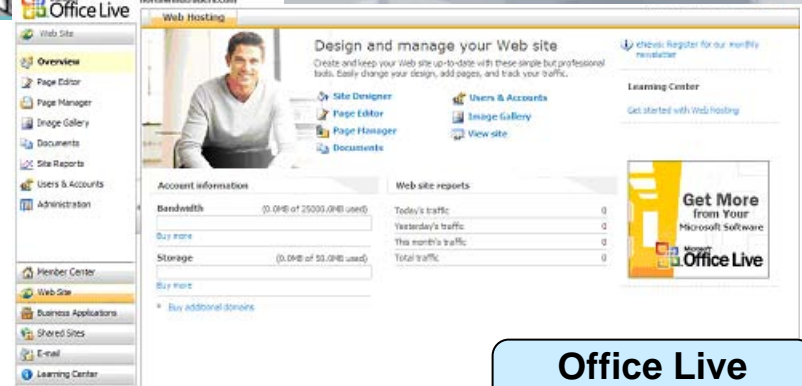 Office Live
Web Site
Overview
Page Editor
Page Manager
Image Gallery
Documents
Site Reports
Users & Accounts
Administration
Member Center
Web Site
Business Applications
Shared Sites
E-mail
Learning Center
Web Hosting
Design and manage your Web site
Create and keep your Web site up-to-date with these simple but professional
tools. Easily change your design, add pages, and track your traffic.
Site Designer
Page Editor
Page Manager
Documents
Users & Accounts
Image Gallery
View site
eNews: Register for our monthly
newsletter
Learning Center
Get started with Web hosting
Account information
Bandwidth (0.0MB of 25000.0MB used)
Buy more
Storage (0.0MB of 50.0MB used)
Buy more
Buy additional domains
Web site reports
Today's traffic 0
Yesterday's traffic 0
This month's traffic 0
Total traffic 0
Get More
from Your
Microsoft Software
Microsoft
Office Live
Office Live